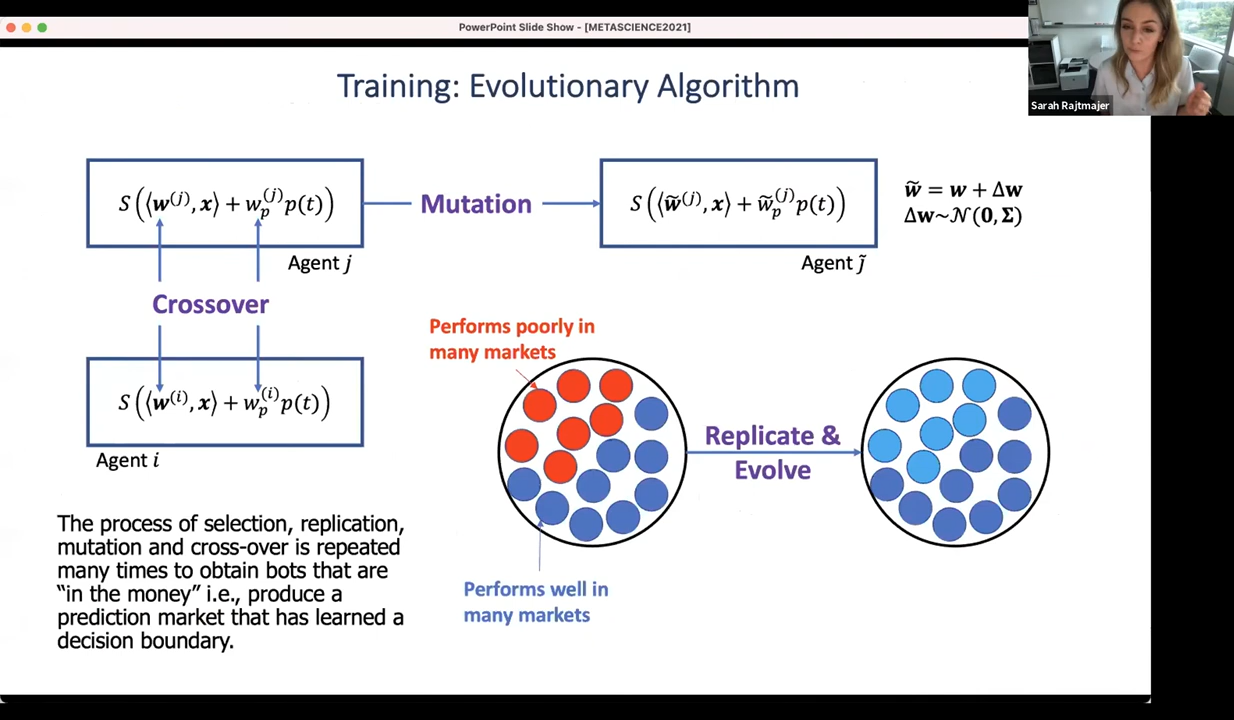 PowerPoint Slide Show - [METASCIENCE2021]
Sarah Rajtmajer
Training: Evolutionary Algorithm
S(⟨w^(j), x⟩ + w_p^(j) p(t))
Mutation
S(⟨w̃^(j), x⟩ + w̃_p^(j) p(t))
w̃ = w + Δw
Δw~𝒩(0, Σ)
Agent j
Agent j̃
Crossover
S(⟨w^(i), x⟩ + w_p^(i) p(t))
Agent i
Performs poorly in
many markets
Replicate &
Evolve
Performs well in
many markets
The process of selection, replication,
mutation and cross-over is repeated
many times to obtain bots that are
“in the money” i.e., produce a
prediction market that has learned a
decision boundary.